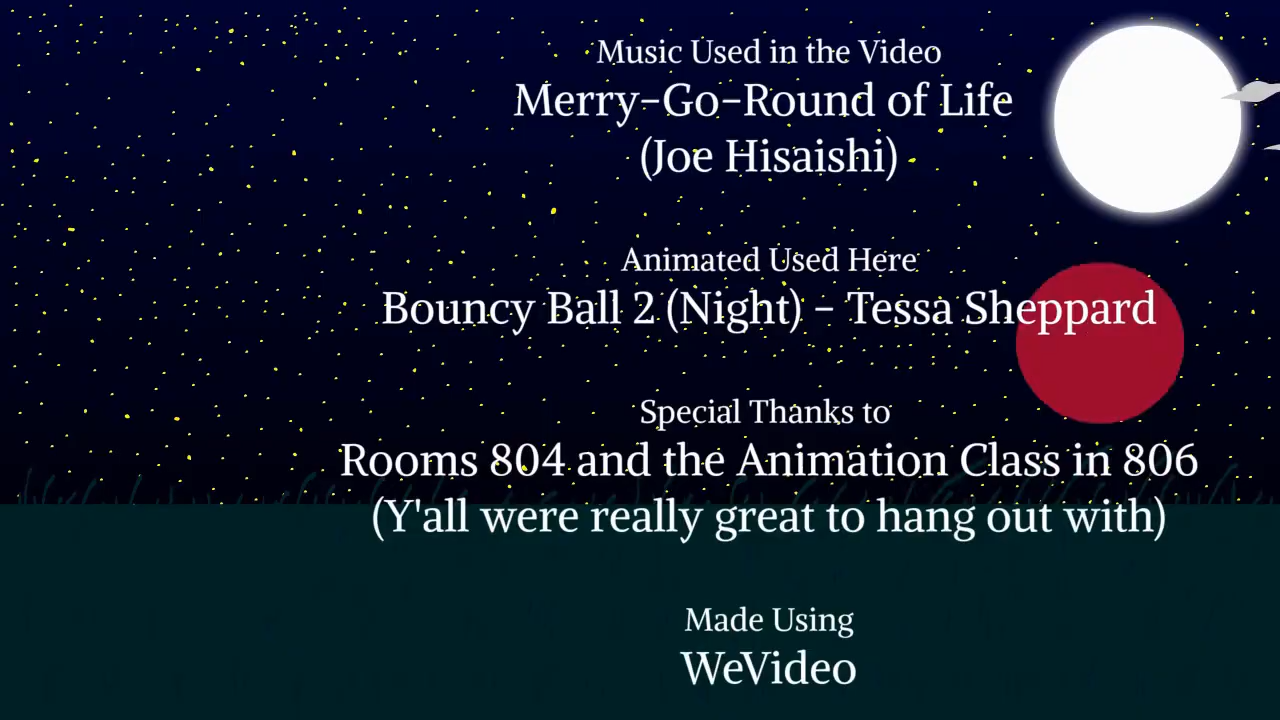 Music Used in the Video
Merry-Go-Round of Life
(Joe Hisaishi)
Animated Used Here
Bouncy Ball 2 (Night) - Tessa Sheppard
Special Thanks to
Rooms 804 and the Animation Class in 806
(Y'all were really great to hang out with)
Made Using
WeVideo